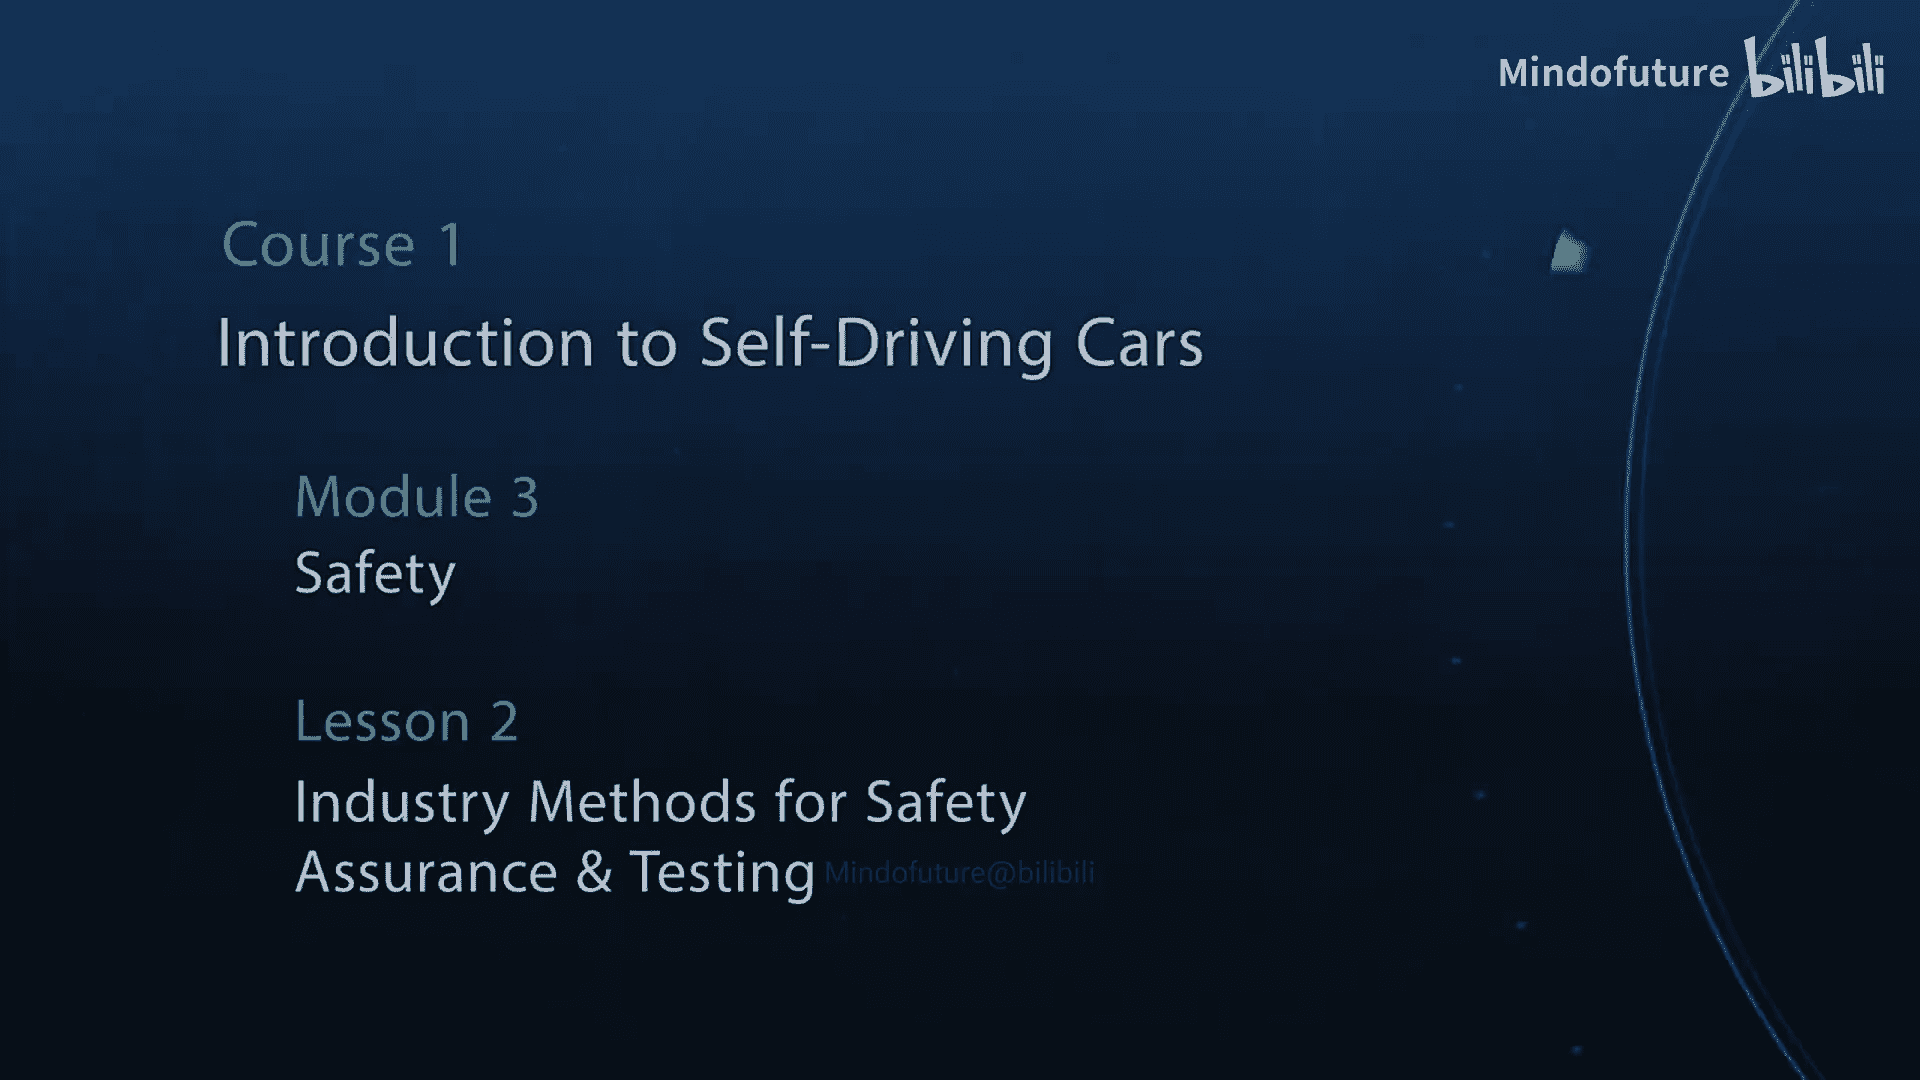 Mindofuture bilibili
Course 1
Introduction to Self-Driving Cars
Module 3
Safety
Lesson 2
Industry Methods for Safety
Assurance & Testing Mindofuture@bilibili